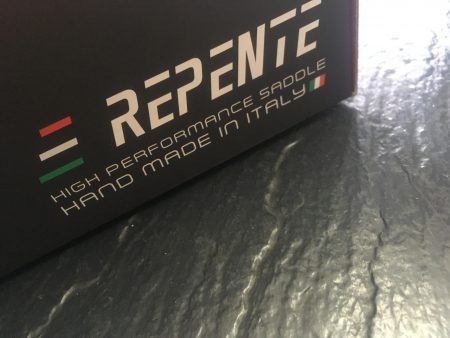 REPENTE
HIGH PERFORMANCE SADDLE
HAND MADE IN ITALY